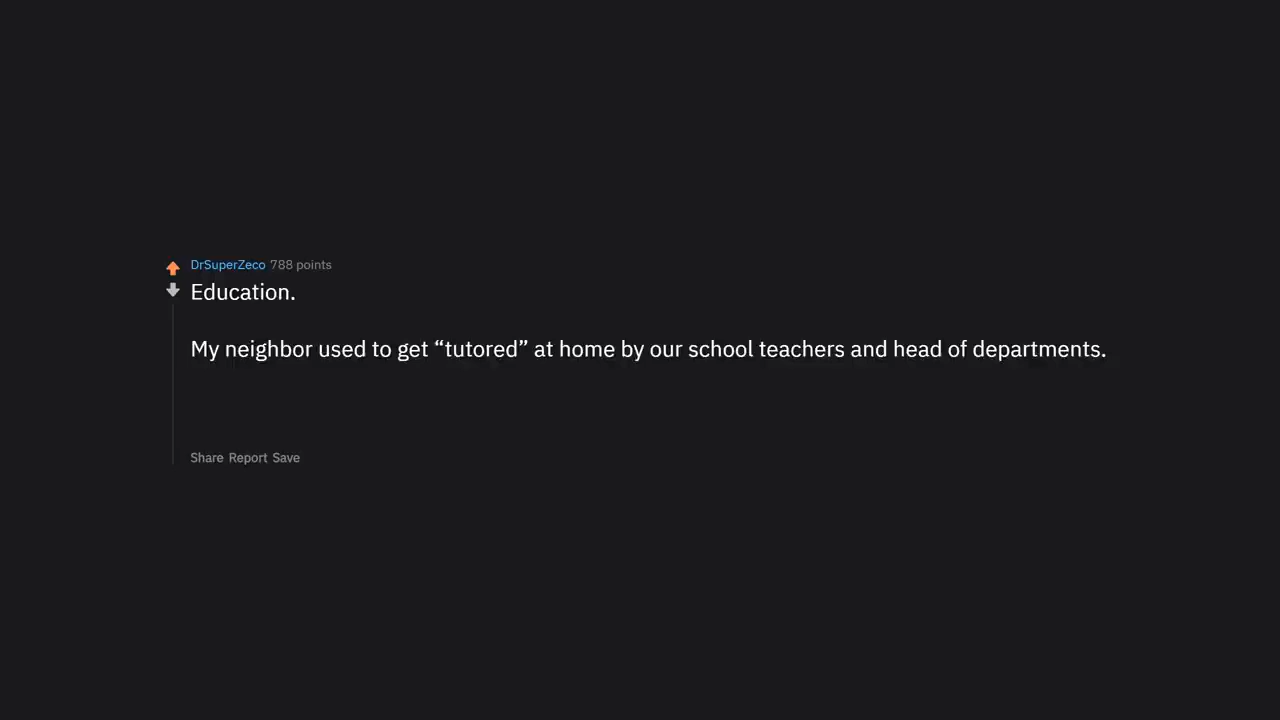 DrSuperZeco 788 points
Education.
My neighbor used to get “tutored” at home by our school teachers and head of departments.
Share Report Save